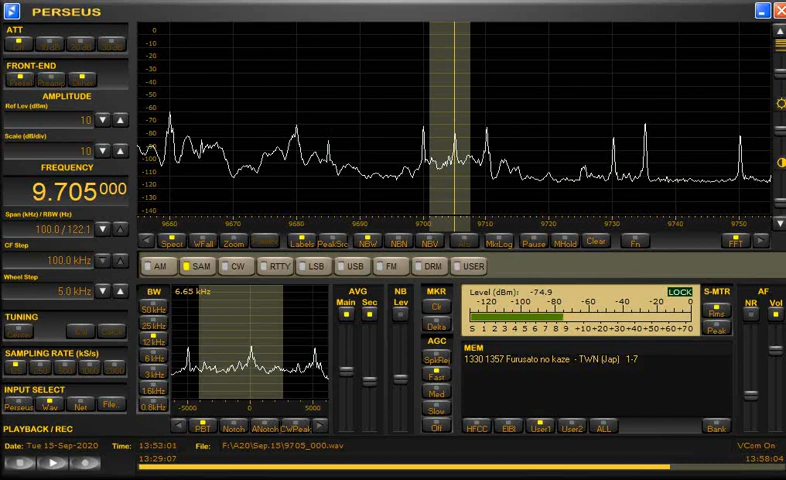 PERSEUS
ATT
FRONT-END
Preamp
AMPLITUDE
Ref Lev (dBm)
10
Scale (dB/div)
10
FREQUENCY
9.705000
Span (kHz) / RBW (Hz)
100.0 / 122.1
CF Step
100.0 kHz
Wheel Step
5.0 kHz
TUNING
Center
SAMPLING RATE (kS/s)
INPUT SELECT
Perseus Wav Net File..
0
-10
-20
-30
-40
-50
-60
-70
-80
-90
-100
-110
-120
-130
-140
9660 9670 9680 9690 9700 9710 9720 9730 9740 9750
Spect WFall Zoom Labels PeakSrc NBW NBN NBV MkrLog Pause MHold Clear Fn FFT
AM SAM CW RTTY LSB USB FM DRM USER
BW
50kHz
25kHz
12kHz
6kHz
3kHz
1.6kHz
0.8kHz
6.65 kHz
-5000 0 5000
PBT Notch ANotch CWPeak
AVG
Main Sec
NB
Lev
MKR
Clr
Delta
AGC
SpkRej
Fast
Med
Slow
Off
Level (dBm): -74.9 LOCK
-120 -100 -80 -60 -40 -20 0
S 1 2 3 4 5 6 7 8 9 +10+20+30+40+50+60+70
S-MTR
Rms
Peak
AF
NR Vol
MEM
1330 1357 Furusato no kaze - TWN (Jap) 1-7
HFCC EIBI User1 User2 ALL Bank
PLAYBACK / REC
Date: Tue 15-Sep-2020 Time: 13:53:01 File: F:\A20\Sep.15\9705_000.wav VCom On
13:29:07 13:58:04